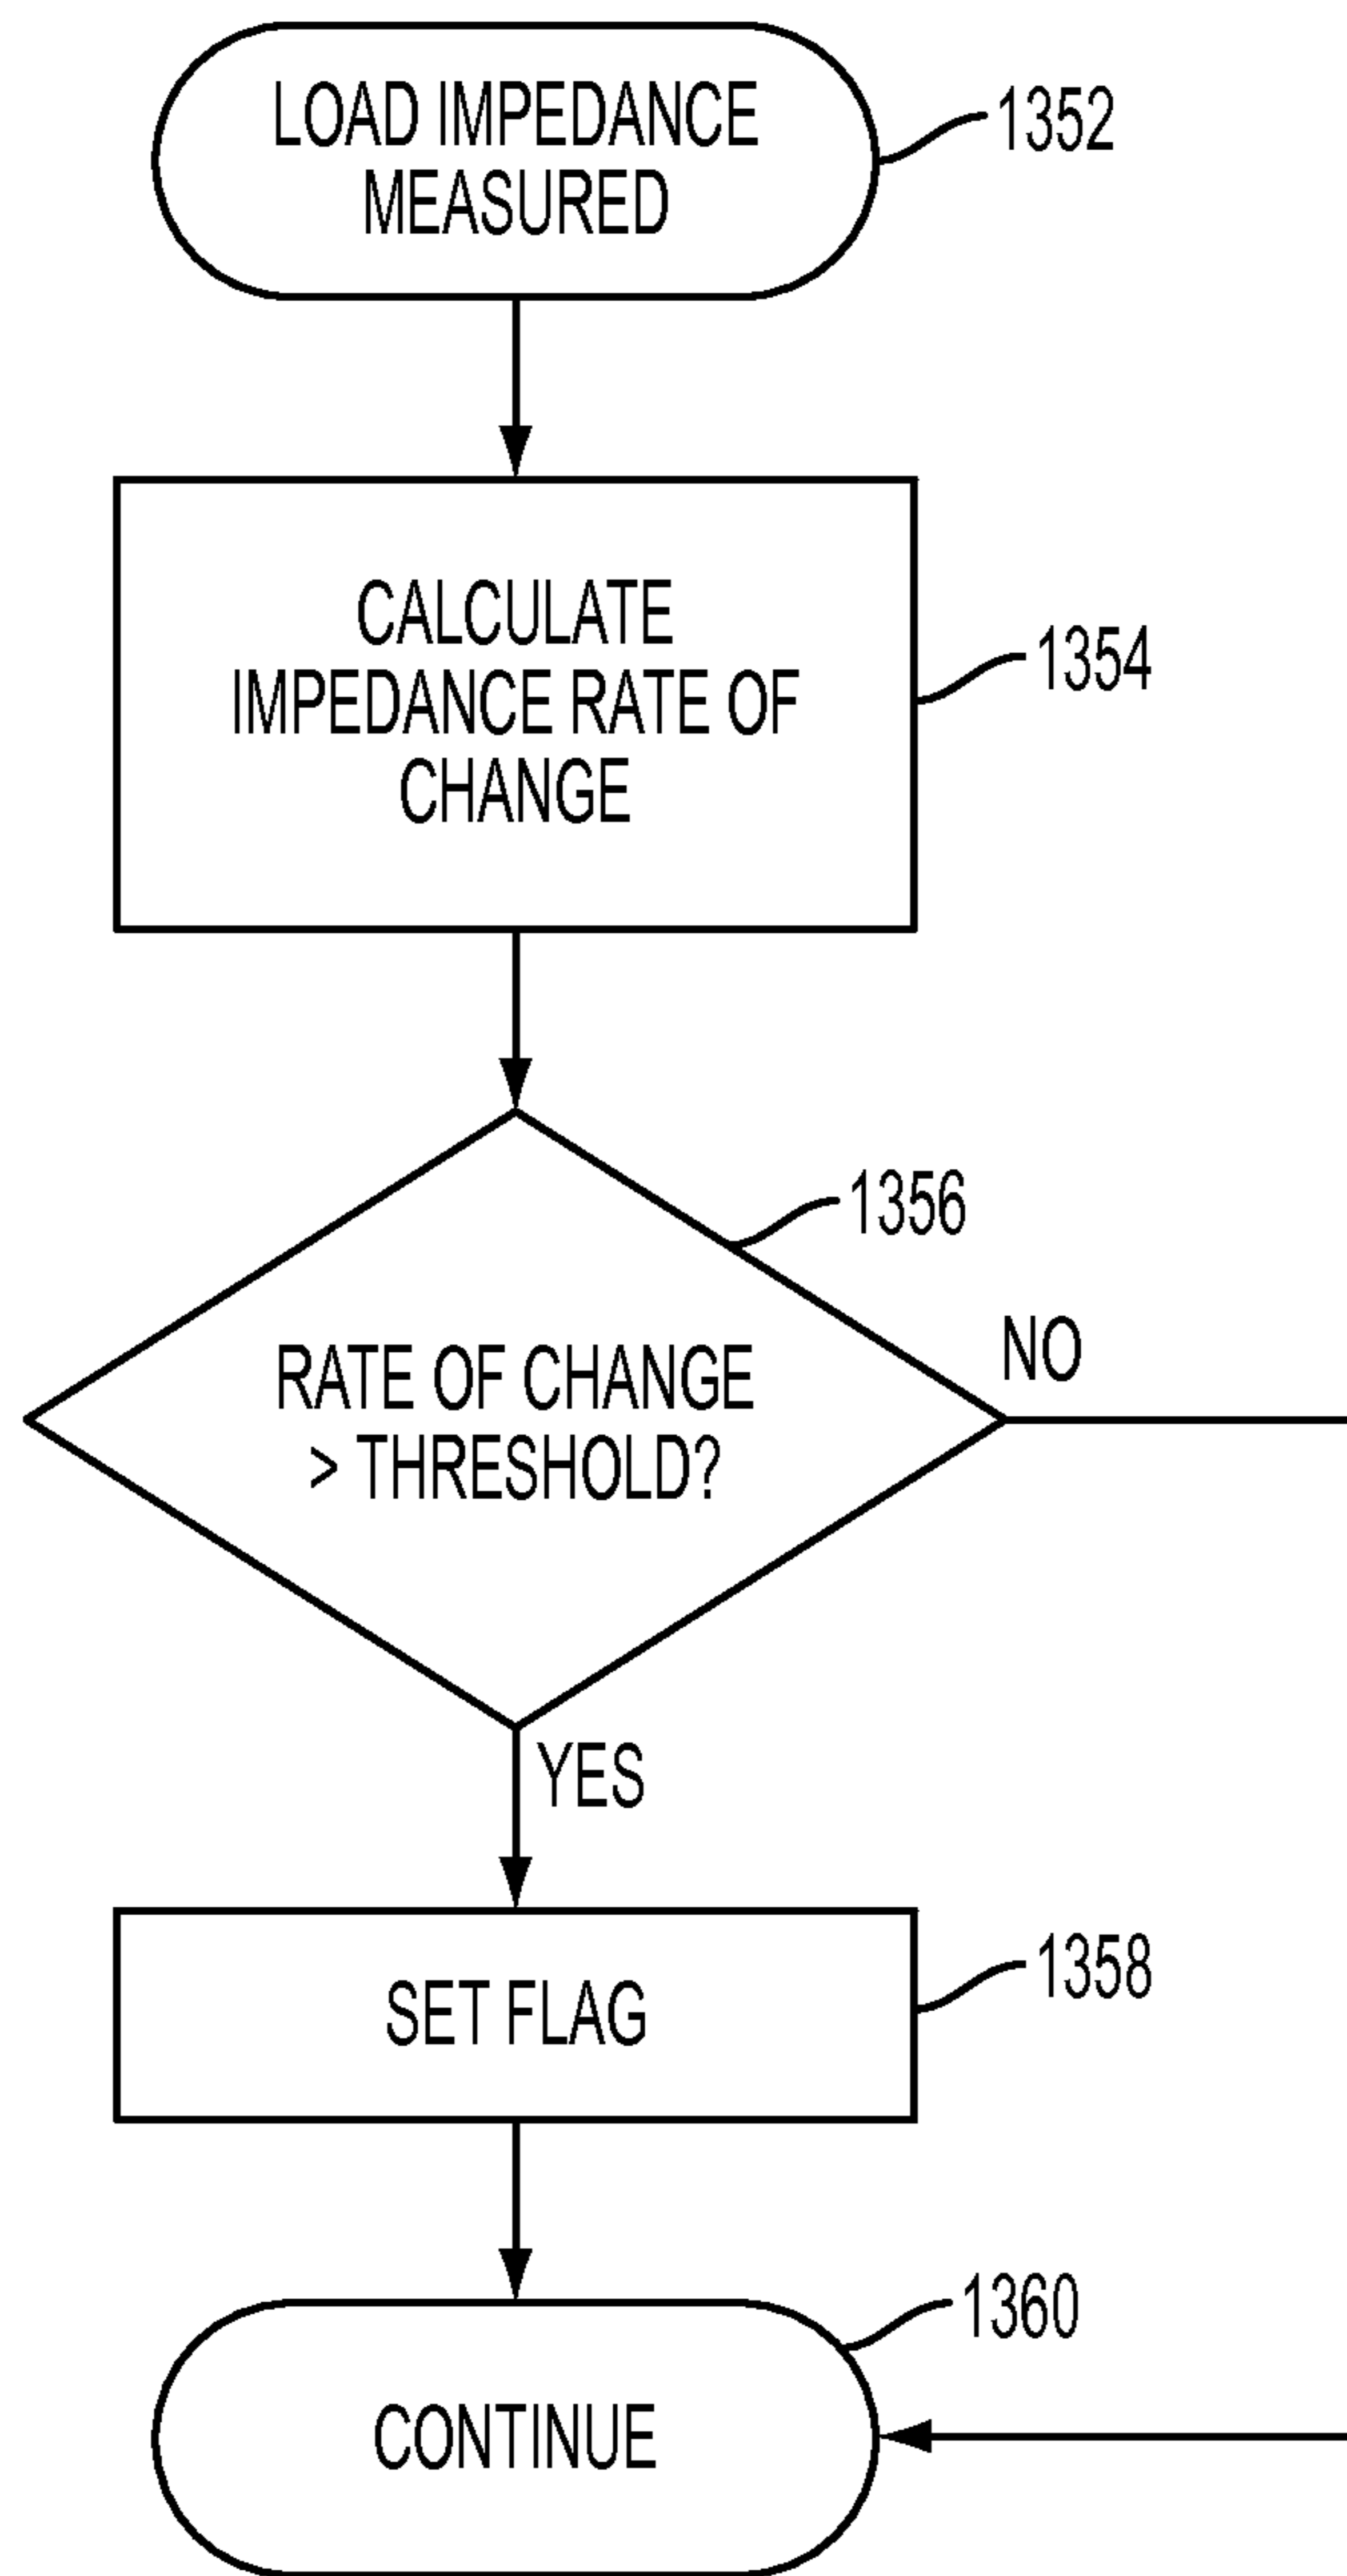 LOAD IMPEDANCE
MEASURED
1352
CALCULATE
IMPEDANCE RATE OF
CHANGE
1354
1356
RATE OF CHANGE
> THRESHOLD?
NO
YES
SET FLAG
1358
1360
CONTINUE